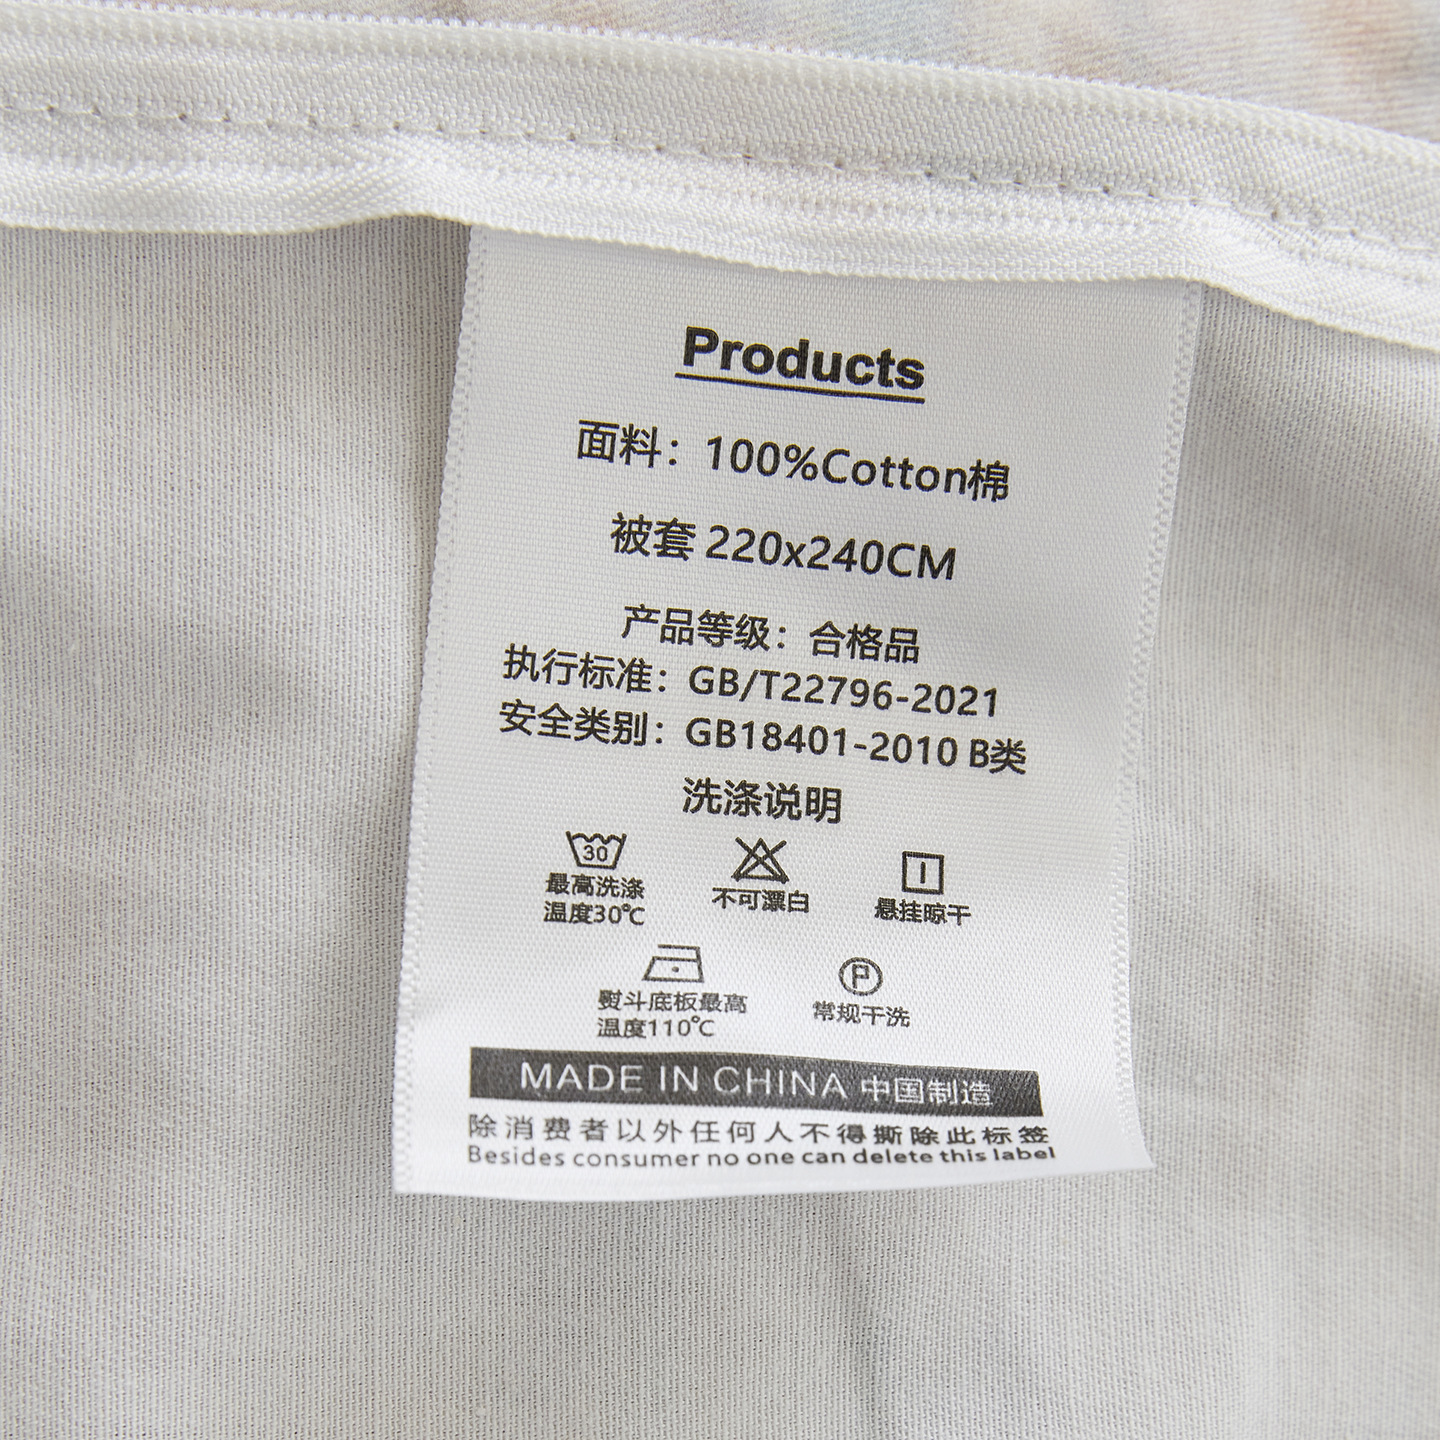 Products
面料：100%Cotton棉
被套 220x240CM
产品等级：合格品
执行标准：GB/T22796-2021
安全类别：GB18401-2010 B类
洗涤说明
30
最高洗涤
温度30℃
不可漂白
悬挂晾干
熨斗底板最高
温度110℃
P
常规干洗
MADE IN CHINA 中国制造
除消费者以外任何人不得撕除此标签
Besides consumer no one can delete this label